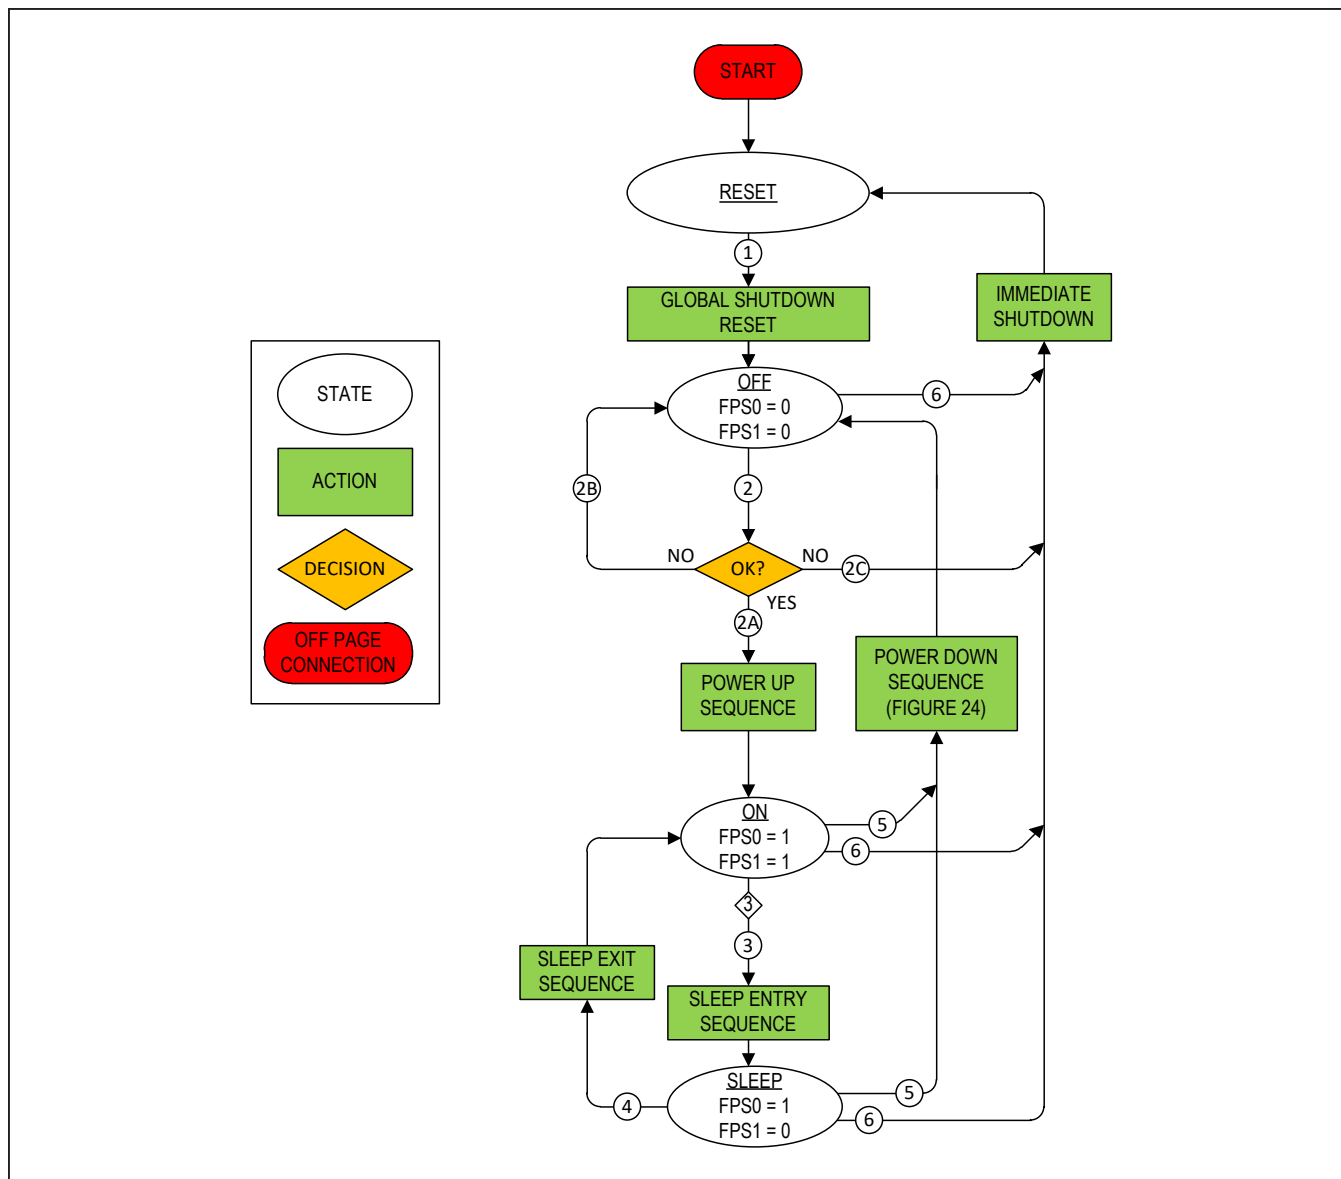 START
RESET
1
GLOBAL SHUTDOWN
RESET
IMMEDIATE
SHUTDOWN
STATE
ACTION
DECISION
OFF PAGE
CONNECTION
OFF
FPS0 = 0
FPS1 = 0
6
2B
2
NO
OK?
NO
2C
YES
2A
POWER UP
SEQUENCE
POWER DOWN
SEQUENCE
(FIGURE 24)
ON
FPS0 = 1
FPS1 = 1
5
6
3
3
SLEEP EXIT
SEQUENCE
SLEEP ENTRY
SEQUENCE
SLEEP
FPS0 = 1
FPS1 = 0
4
5
6